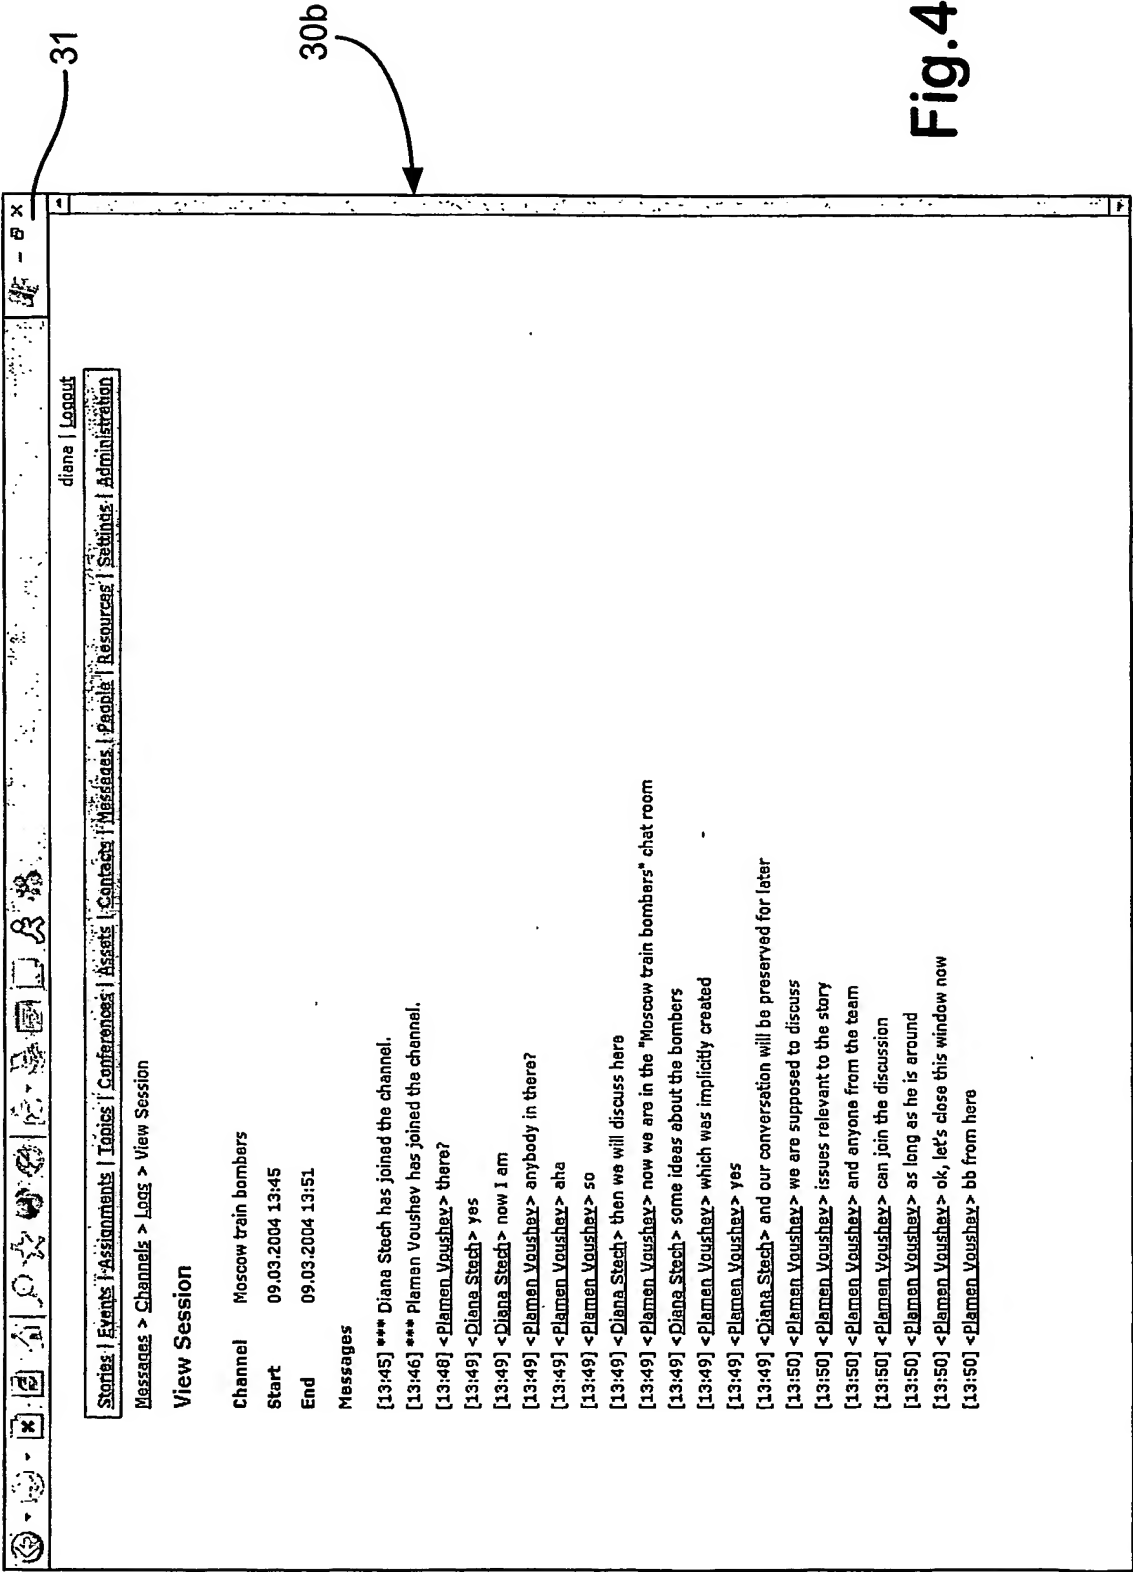 31
30b
Fig.4
diana | Logout
Stories | Events | Assignments | Topics | Conferences | Assets | Contacts | Messages | People | Resources | Settings | Administration
Messages > Channels > Logs > View Session
View Session
Channel Moscow train bombers
Start 09.03.2004 13:45
End 09.03.2004 13:51
Messages
[13:45] *** Diana Stech has joined the channel.
[13:46] *** Plamen Voushev has joined the channel.
[13:48] <Plamen Voushev> there?
[13:49] <Diana Stech> yes
[13:49] <Diana Stech> now I am
[13:49] <Plamen Voushev> anybody in there?
[13:49] <Plamen Voushev> aha
[13:49] <Plamen Voushev> so
[13:49] <Diana Stech> then we will discuss here
[13:49] <Plamen Voushev> now we are in the "Moscow train bombers" chat room
[13:49] <Diana Stech> some ideas about the bombers
[13:49] <Plamen Voushev> which was implicitly created
[13:49] <Plamen Voushev> yes
[13:49] <Diana Stech> and our conversation will be preserved for later
[13:50] <Plamen Voushev> we are supposed to discuss
[13:50] <Plamen Voushev> issues relevant to the story
[13:50] <Plamen Voushev> and anyone from the team
[13:50] <Plamen Voushev> can join the discussion
[13:50] <Plamen Voushev> as long as he is around
[13:50] <Plamen Voushev> ok, let's close this window now
[13:50] <Plamen Voushev> bb from here